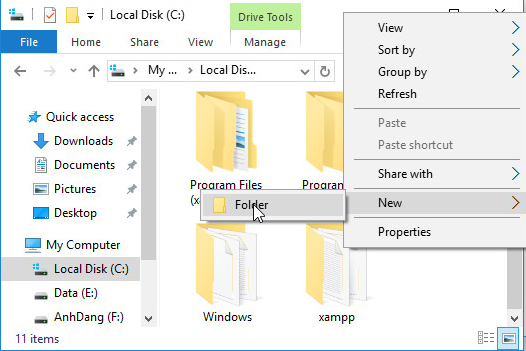 Local Disk (C:)
Drive Tools
File
Home
Share
View
Manage
My ...
Local Dis...
Quick access
Downloads
Documents
Pictures
Desktop
My Computer
Local Disk (C:)
Data (E:)
AnhDang (F:)
Program Files
(x
Program
Windows
xampp
11 items
View
Sort by
Group by
Refresh
Paste
Paste shortcut
Share with
New
Properties
Folder